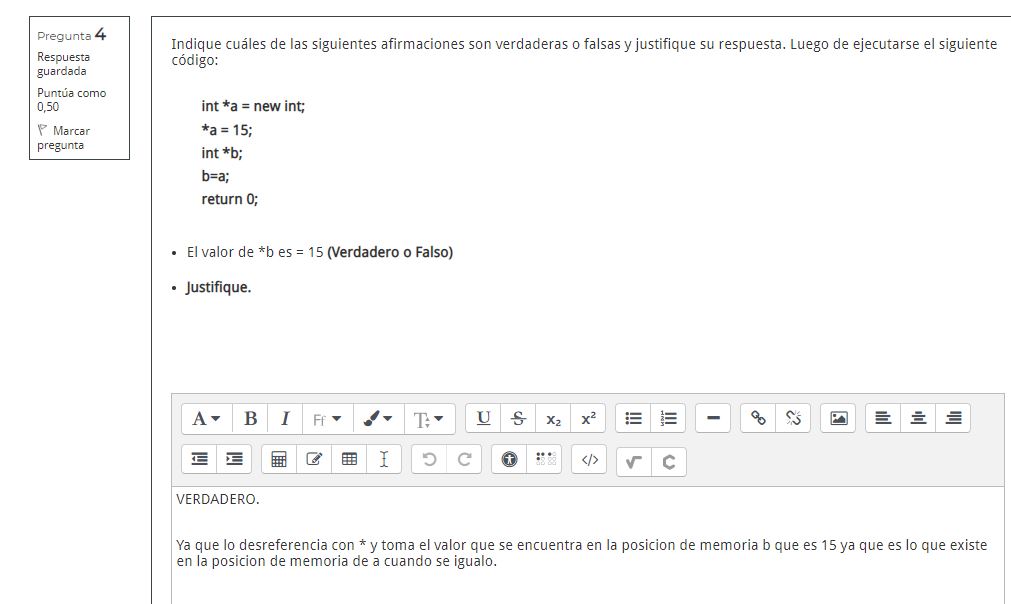 Pregunta 4
Respuesta
guardada
Puntúa como
0,50
Marcar
pregunta
Indique cuáles de las siguientes afirmaciones son verdaderas o falsas y justifique su respuesta. Luego de ejecutarse el siguiente
código:
int *a = new int;
*a = 15;
int *b;
b=a;
return 0;
• El valor de *b es = 15 (Verdadero o Falso)
• Justifique.
A B I Ff T: U S x₂ x²
</>
VERDADERO.
Ya que lo desreferencia con * y toma el valor que se encuentra en la posicion de memoria b que es 15 ya que es lo que existe
en la posicion de memoria de a cuando se igualo.